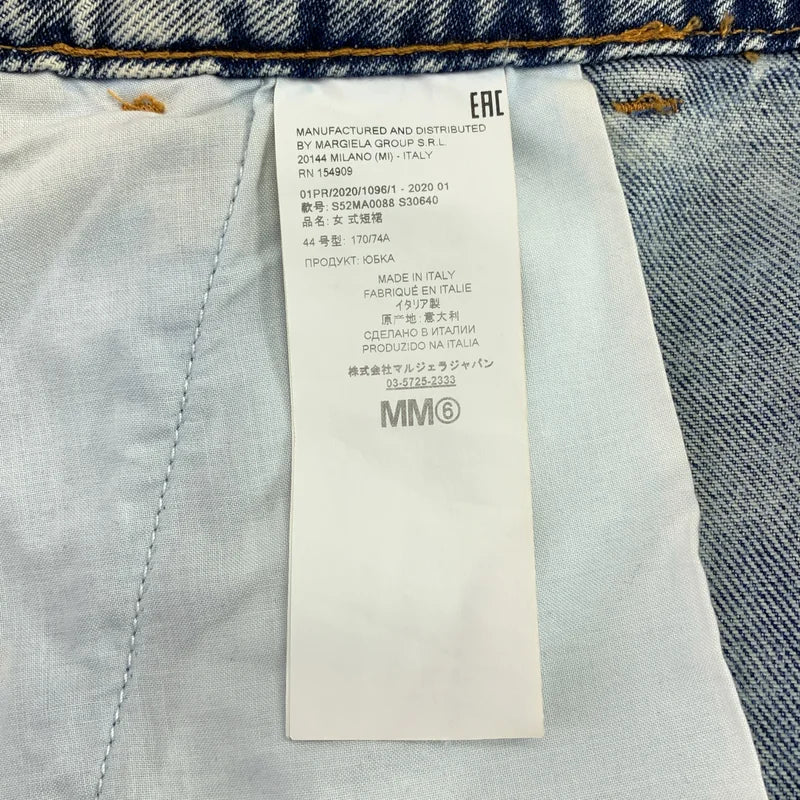 EAC
MANUFACTURED AND DISTRIBUTED
BY MARGIELA GROUP S.R.L.
20144 MILANO (MI) - ITALY
RN 154909
01PR/2020/1096/1 - 2020 01
款号: S52MA0088 S30640
品名: 女 式短裙
44 号型: 170/74A
ПРОДУКТ: ЮБКА
MADE IN ITALY
FABRIQUÉ EN ITALIE
イタリア製
原产地: 意大利
СДЕЛАНО В ИТАЛИИ
PRODUZIDO NA ITALIA
株式会社マルジェラジャパン
03-5725-2333
MM⑥